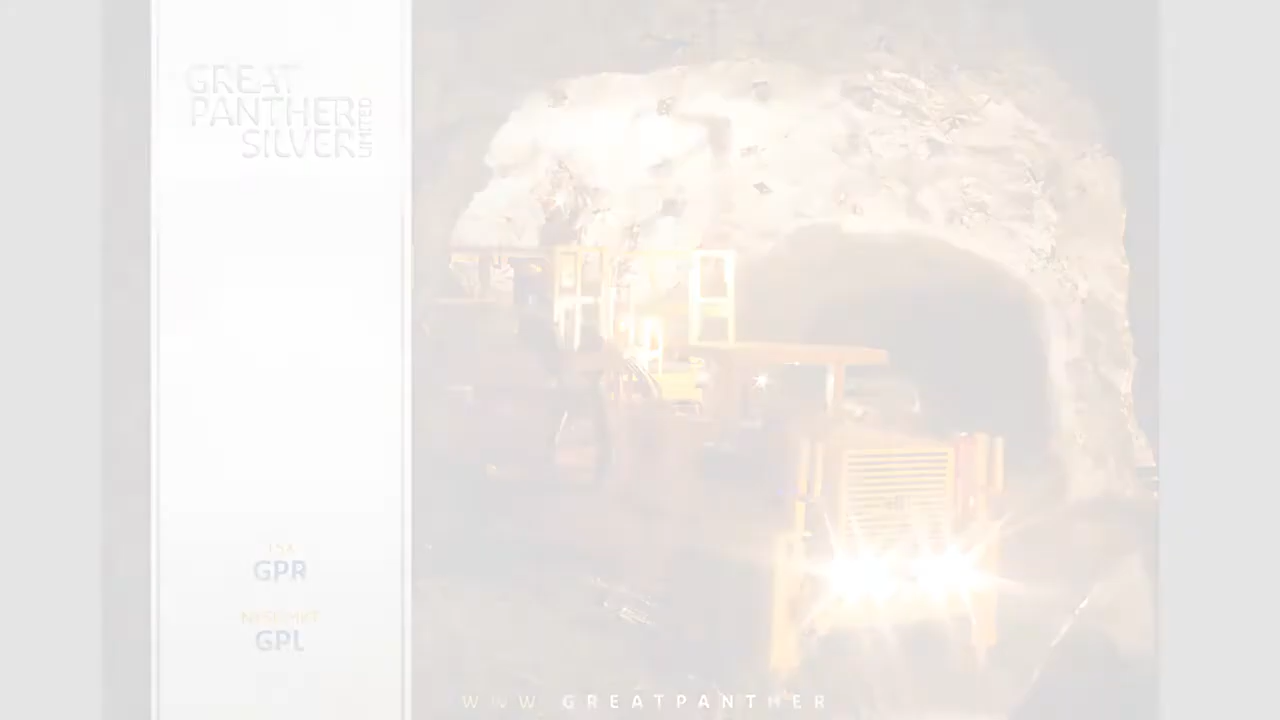 GREAT
PANTHER
SILVER
LIMITED
TSX
GPR
NYSE MKT
GPL
WWW GREATPANTHER